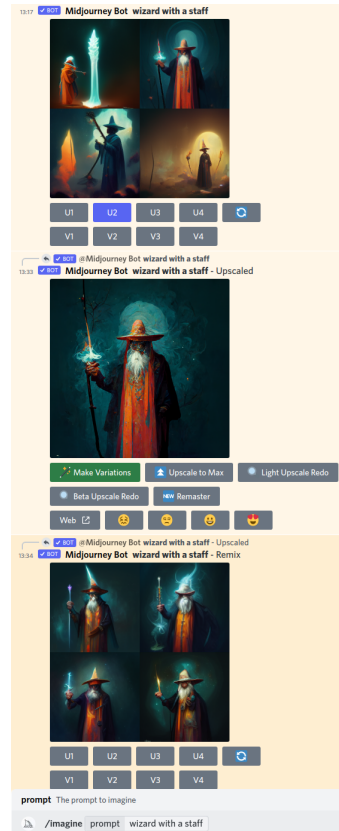 13:17 BOT Midjourney Bot wizard with a staff
U1 U2 U3 U4
V1 V2 V3 V4
BOT @Midjourney Bot wizard with a staff
13:33 BOT Midjourney Bot wizard with a staff - Upscaled
Make Variations Upscale to Max Light Upscale Redo
Beta Upscale Redo NEW Remaster
Web
BOT @Midjourney Bot wizard with a staff - Upscaled
13:34 BOT Midjourney Bot wizard with a staff - Remix
U1 U2 U3 U4
V1 V2 V3 V4
prompt The prompt to imagine
/imagine prompt wizard with a staff